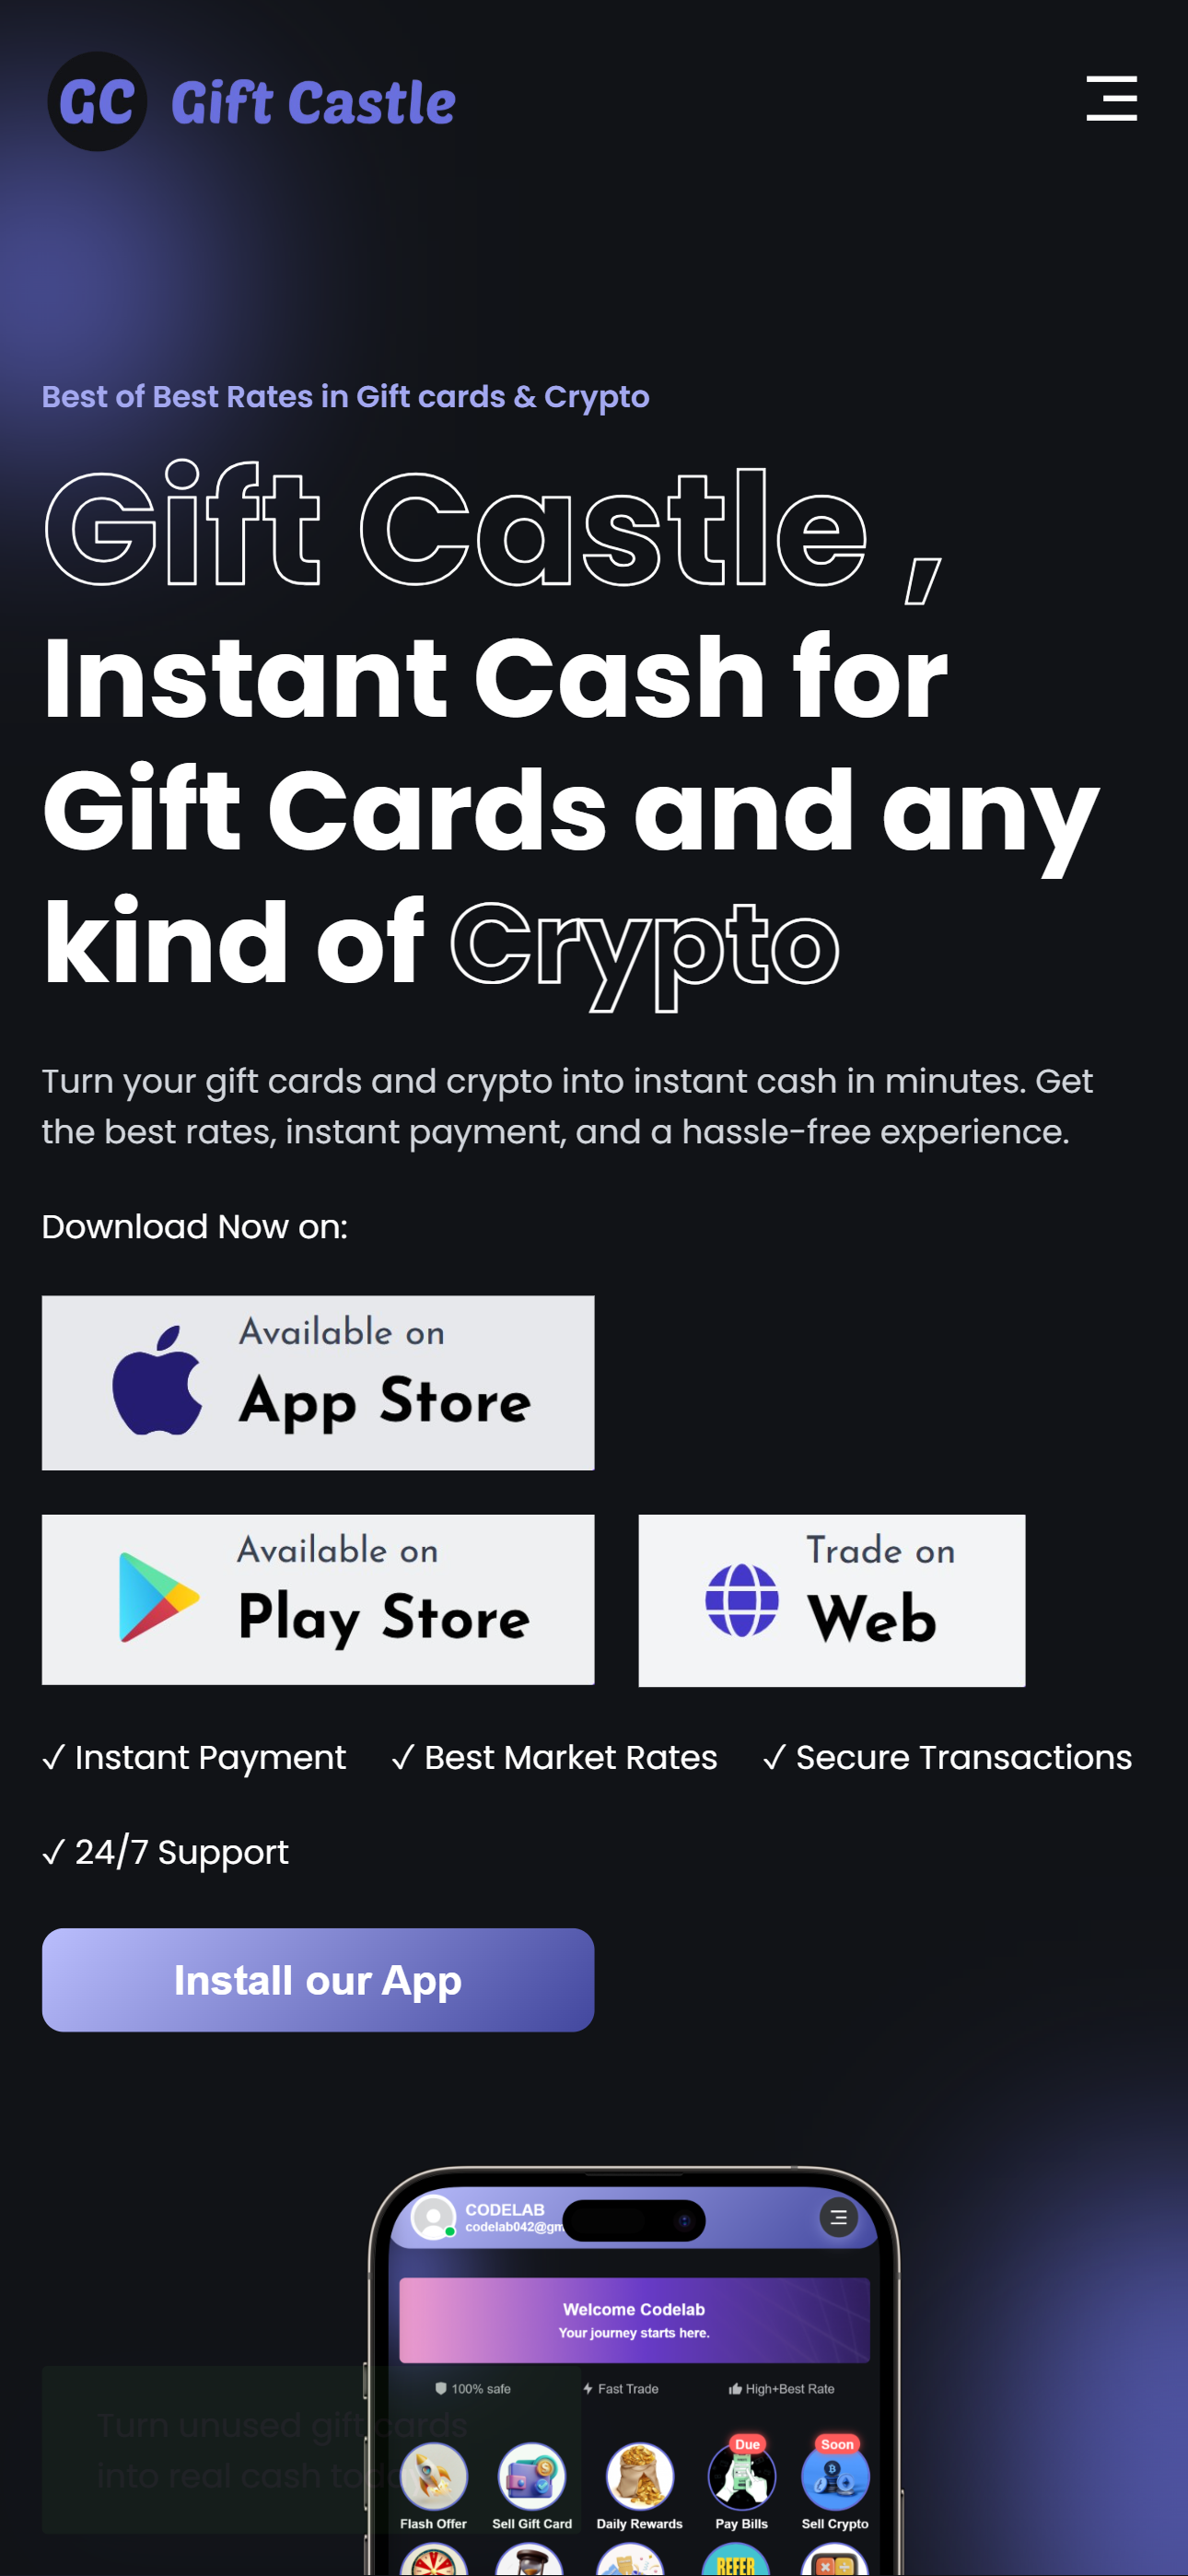 GC Gift Castle
Best of Best Rates in Gift cards & Crypto
Gift Castle ,
Instant Cash for
Gift Cards and any
kind of Crypto
Turn your gift cards and crypto into instant cash in minutes. Get
the best rates, instant payment, and a hassle-free experience.
Download Now on:
Available on
App Store
Available on
Play Store
Trade on
Web
✓ Instant Payment ✓ Best Market Rates ✓ Secure Transactions
✓ 24/7 Support
Install our App
CODELAB
codelab042@gm
Welcome Codelab
Your journey starts here.
100% safe Fast Trade High+Best Rate
Turn unused gift cards
into real cash today
Due Soon
Flash Offer Sell Gift Card Daily Rewards Pay Bills Sell Crypto
REFER